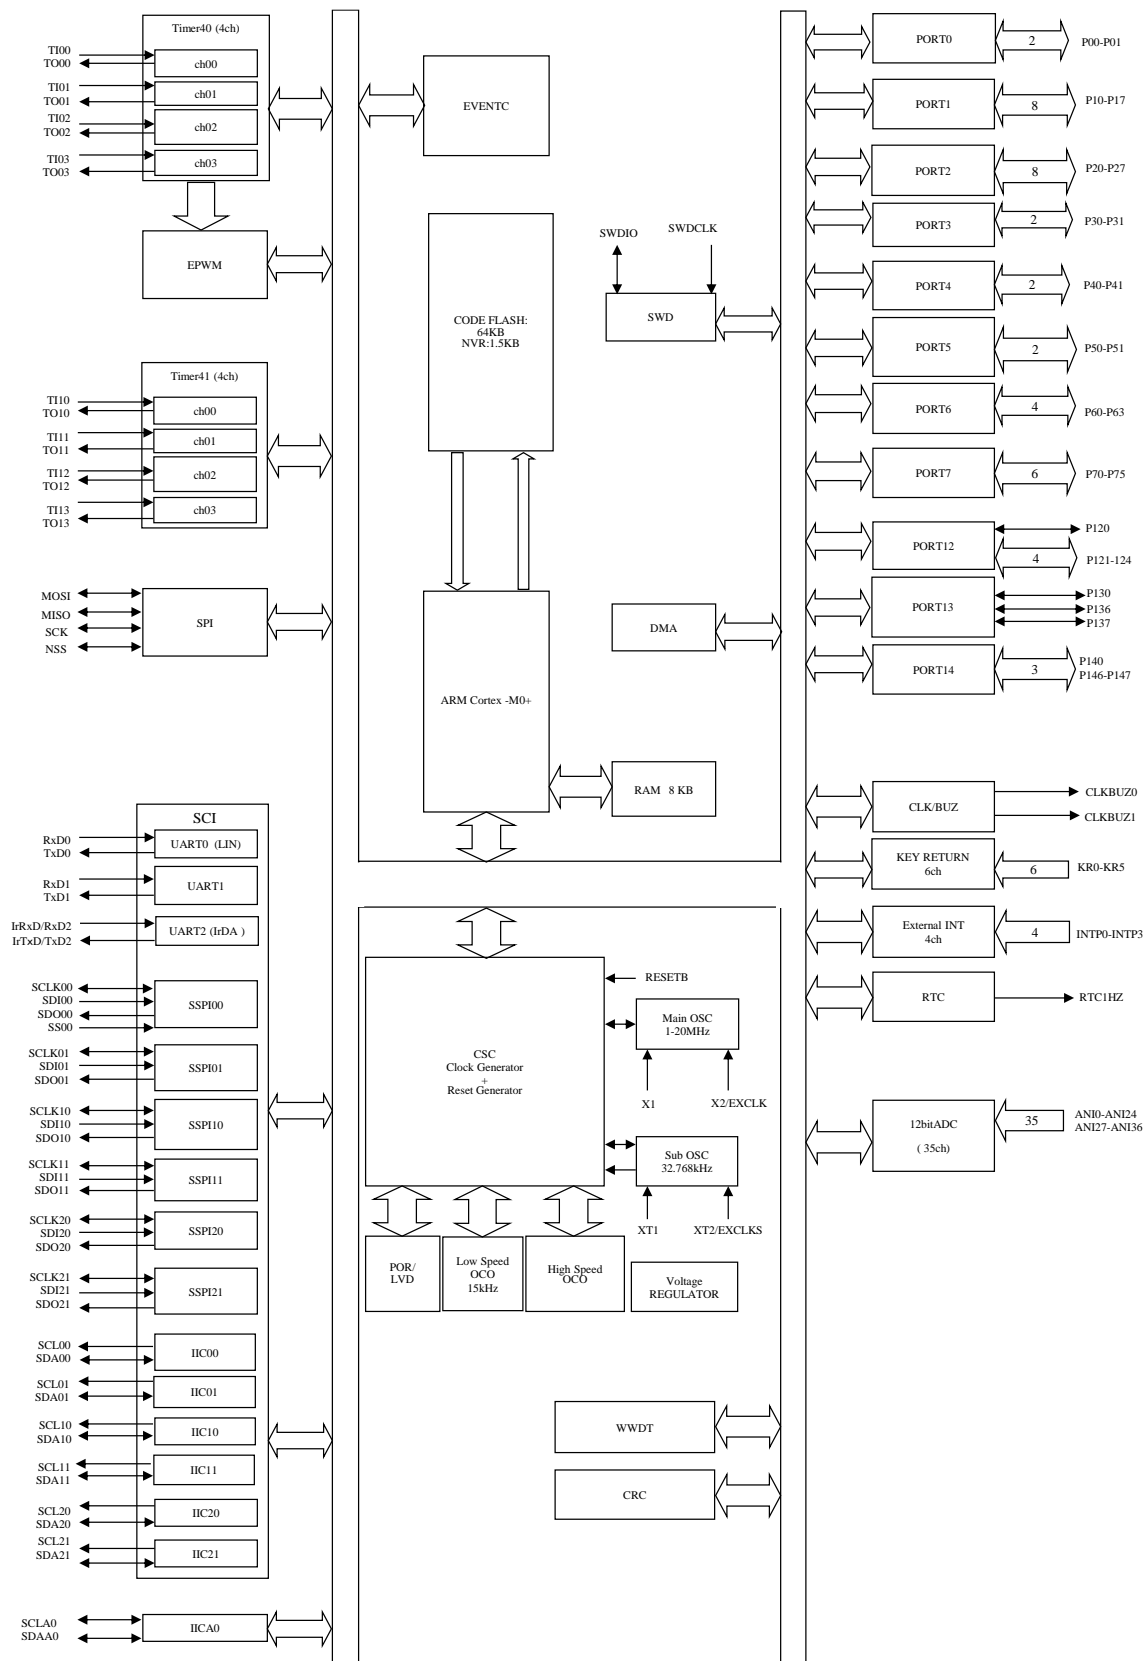 Timer40 (4ch)
TI00
TO00
ch00
TI01
TO01
ch01
TI02
TO02
ch02
TI03
TO03
ch03
EPWM
Timer41 (4ch)
TI10
TO10
ch00
TI11
TO11
ch01
TI12
TO12
ch02
TI13
TO13
ch03
MOSI
MISO
SCK
NSS
SPI
SCI
RxD0
TxD0
UART0 (LIN)
RxD1
TxD1
UART1
IrRxD/RxD2
IrTxD/TxD2
UART2 (IrDA )
SCLK00
SDI00
SDO00
SS00
SSPI00
SCLK01
SDI01
SDO01
SSPI01
SCLK10
SDI10
SDO10
SSPI10
SCLK11
SDI11
SDO11
SSPI11
SCLK20
SDI20
SDO20
SSPI20
SCLK21
SDI21
SDO21
SSPI21
SCL00
SDA00
IIC00
SCL01
SDA01
IIC01
SCL10
SDA10
IIC10
SCL11
SDA11
IIC11
SCL20
SDA20
IIC20
SCL21
SDA21
IIC21
SCLA0
SDAA0
IICA0
EVENTC
CODE FLASH:
64KB
NVR:1.5KB
SWDIO
SWDCLK
SWD
ARM Cortex -M0+
DMA
RAM 8 KB
CSC
Clock Generator
+
Reset Generator
RESETB
Main OSC
1-20MHz
X1
X2/EXCLK
Sub OSC
32.768kHz
XT1
XT2/EXCLKS
POR/
LVD
Low Speed
OCO
15kHz
High Speed
OCO
Voltage
REGULATOR
WWDT
CRC
PORT0
2
P00-P01
PORT1
8
P10-P17
PORT2
8
P20-P27
PORT3
2
P30-P31
PORT4
2
P40-P41
PORT5
2
P50-P51
PORT6
4
P60-P63
PORT7
6
P70-P75
PORT12
P120
4
P121-124
PORT13
P130
P136
P137
PORT14
3
P140
P146-P147
CLK/BUZ
CLKBUZ0
CLKBUZ1
KEY RETURN
6ch
6
KR0-KR5
External INT
4ch
4
INTP0-INTP3
RTC
RTC1HZ
12bitADC
( 35ch)
35
ANI0-ANI24
ANI27-ANI36